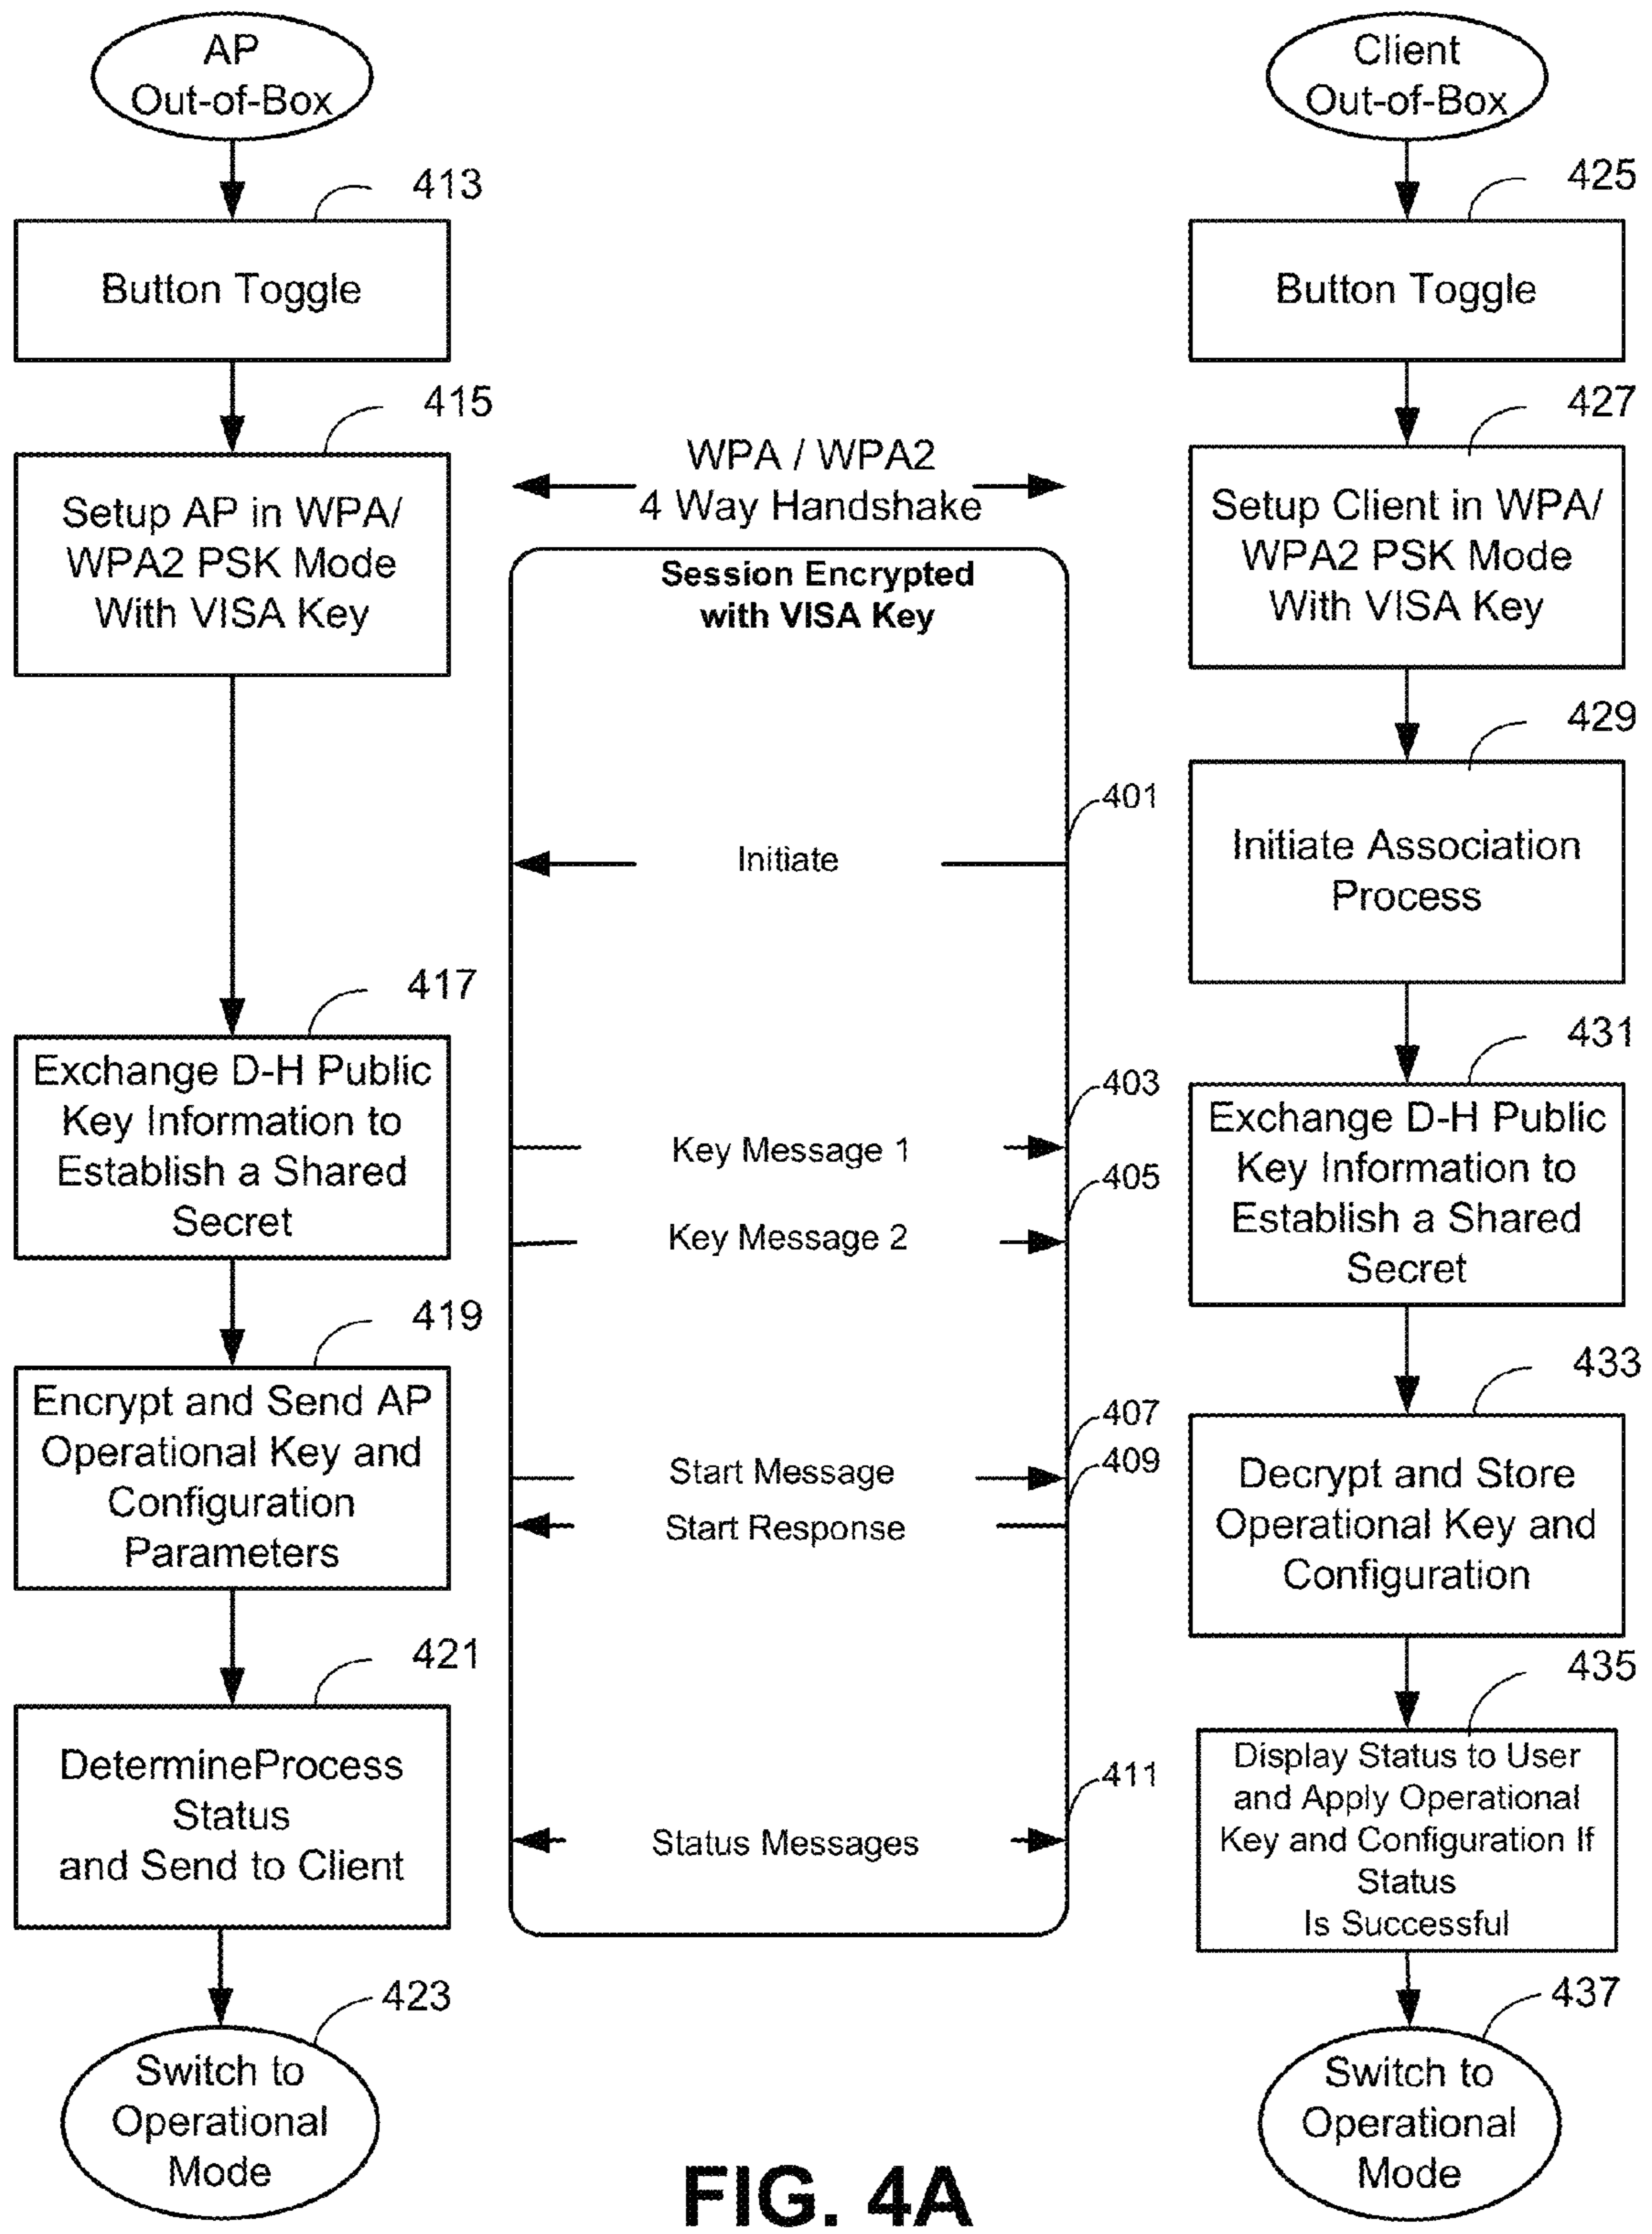 AP
Out-of-Box
413
Button Toggle
415
Setup AP in WPA/
WPA2 PSK Mode
With VISA Key
417
Exchange D-H Public
Key Information to
Establish a Shared
Secret
419
Encrypt and Send AP
Operational Key and
Configuration
Parameters
421
DetermineProcess
Status
and Send to Client
423
Switch to
Operational
Mode
WPA / WPA2
4 Way Handshake
Session Encrypted
with VISA Key
401
Initiate
403
Key Message 1
405
Key Message 2
407
Start Message
409
Start Response
411
Status Messages
Client
Out-of-Box
425
Button Toggle
427
Setup Client in WPA/
WPA2 PSK Mode
With VISA Key
429
Initiate Association
Process
431
Exchange D-H Public
Key Information to
Establish a Shared
Secret
433
Decrypt and Store
Operational Key and
Configuration
435
Display Status to User
and Apply Operational
Key and Configuration If
Status
Is Successful
437
Switch to
Operational
Mode
FIG. 4A